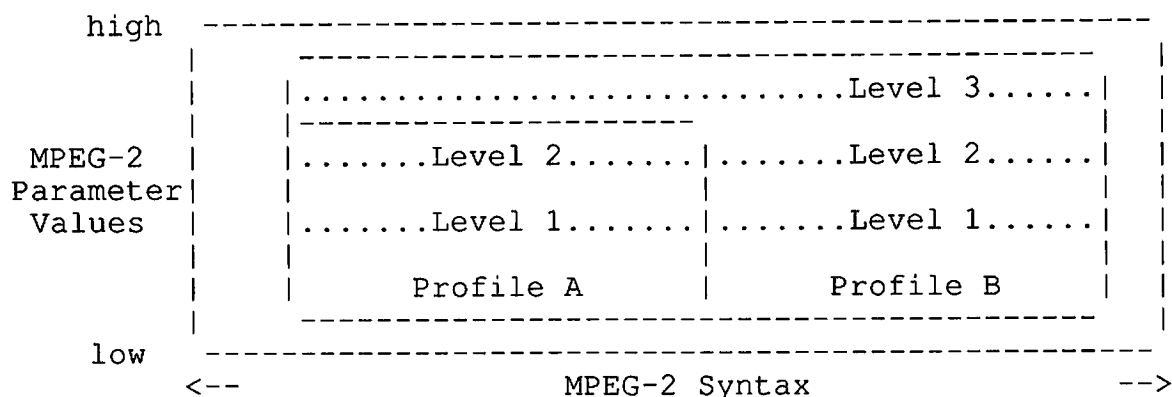 high
Level 3
MPEG-2 Level 2 Level 2
Parameter
Values Level 1 Level 1
Profile A Profile B
low
<-- MPEG-2 Syntax -->